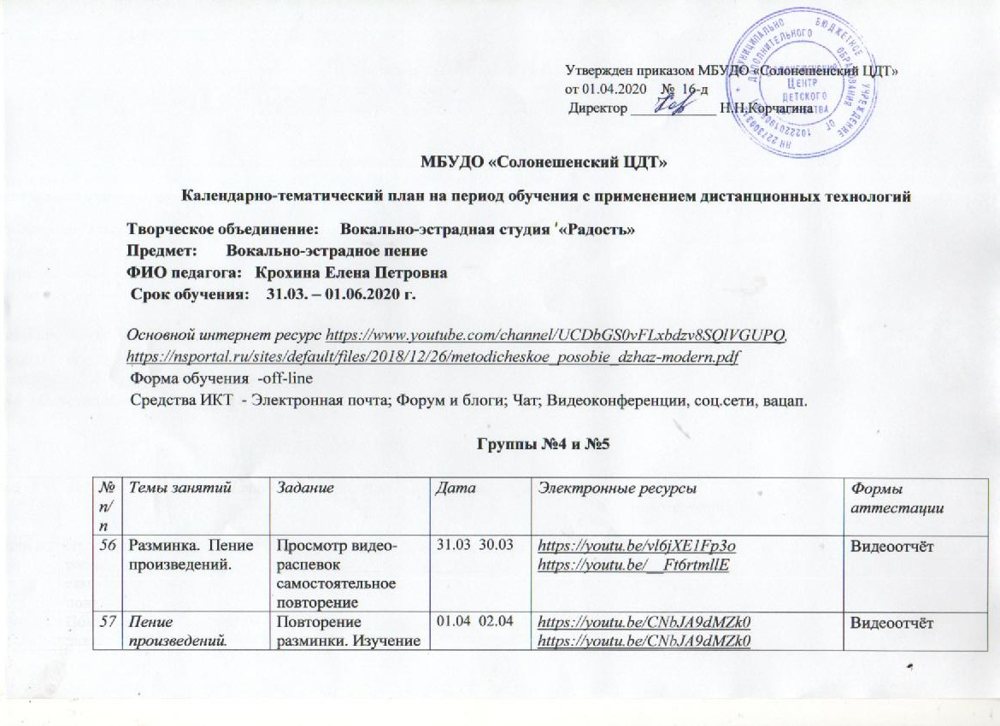 Утвержден приказом МБУДО «Солонешенский ЦДТ»
от 01.04.2020 № 16-д
Директор ____________ Н.Н.Корчагина
ЦЕНТР
ДЕТСКОГО
МБУДО «Солонешенский ЦДТ»
Календарно-тематический план на период обучения с применением дистанционных технологий
Творческое объединение: Вокально-эстрадная студия «Радость»
Предмет: Вокально-эстрадное пение
ФИО педагога: Крохина Елена Петровна
Срок обучения: 31.03. – 01.06.2020 г.
Основной интернет ресурс https://www.youtube.com/channel/UCDbGS0vFLxbdzv8SQlVGUPQ,
https://nsportal.ru/sites/default/files/2018/12/26/metodicheskoe_posobie_dzhaz-modern.pdf
Форма обучения -off-line
Средства ИКТ - Электронная почта; Форум и блоги; Чат; Видеоконференции, соц.сети, вацап.
Группы №4 и №5
№ п/п Темы занятий Задание Дата Электронные ресурсы Формы аттестации
56 Разминка. Пение произведений. Просмотр видео-распевок самостоятельное повторение 31.03 30.03 https://youtu.be/vl6jXE1Fp3o https://youtu.be/__Ft6rtmllE Видеоотчёт
57 Пение произведений. Повторение разминки. Изучение 01.04 02.04 https://youtu.be/CNbJA9dMZk0 https://youtu.be/CNbJA9dMZk0 Видеоотчёт